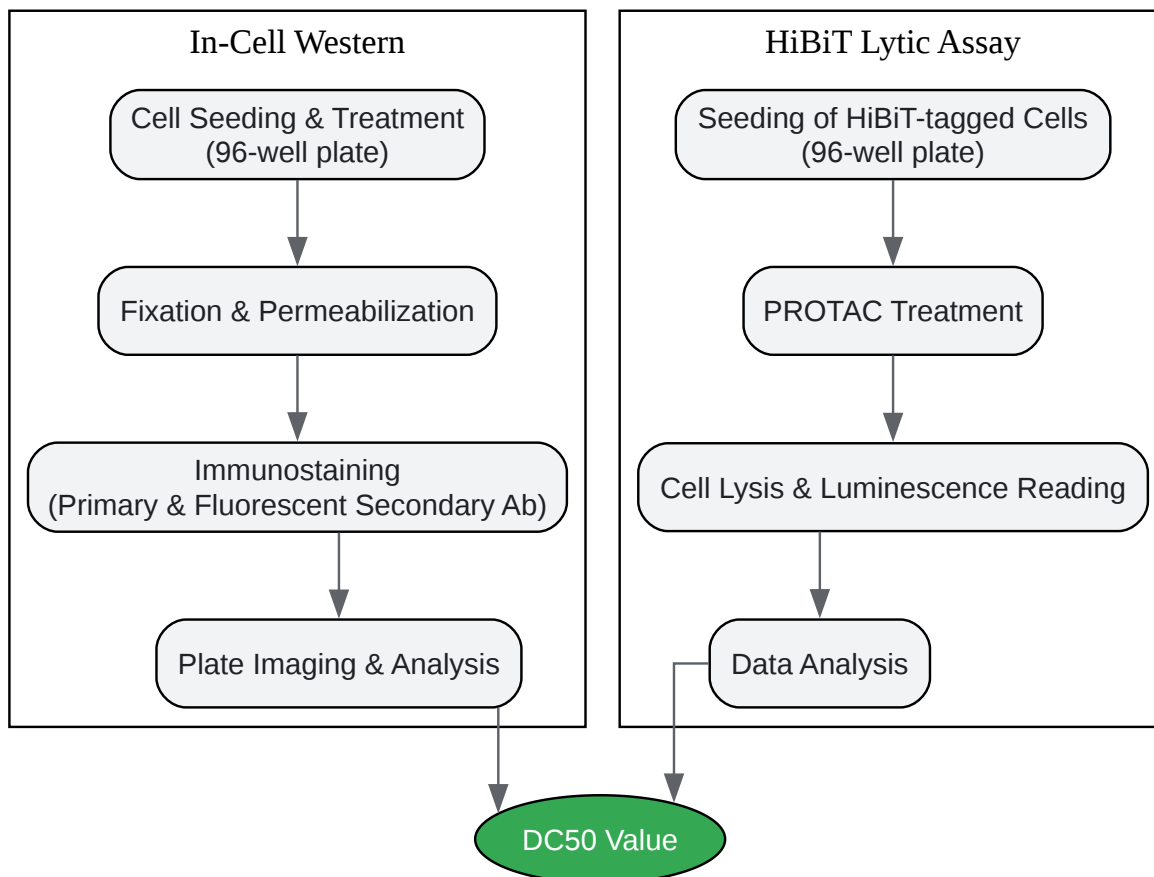 In-Cell Western
Cell Seeding & Treatment
(96-well plate)
Fixation & Permeabilization
Immunostaining
(Primary & Fluorescent Secondary Ab)
Plate Imaging & Analysis
HiBiT Lytic Assay
Seeding of HiBiT-tagged Cells
(96-well plate)
PROTAC Treatment
Cell Lysis & Luminescence Reading
Data Analysis
DC50 Value